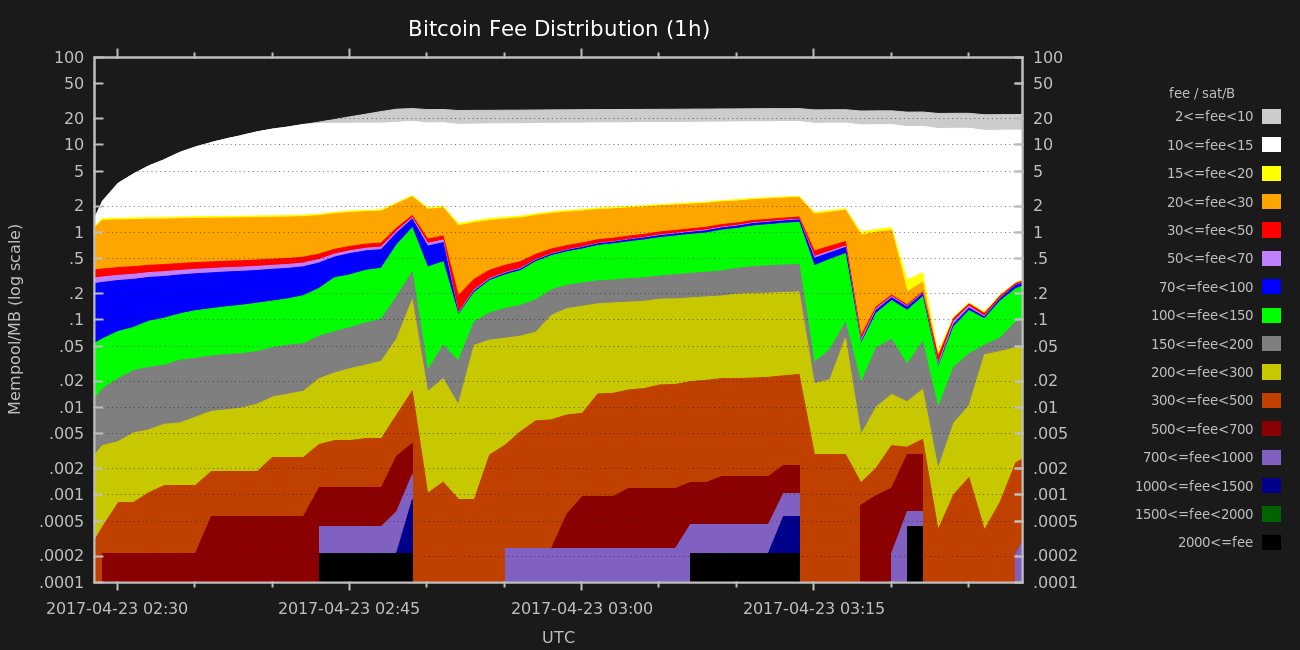 Bitcoin Fee Distribution (1h)
100 100
50 50
20 20
10 10
5 5
2 2
1 1
.5 .5
.2 .2
.1 .1
.05 .05
.02 .02
.01 .01
.005 .005
.002 .002
.001 .001
.0005 .0005
.0002 .0002
.0001 .0001
Mempool/MB (log scale)
2017-04-23 02:30 2017-04-23 02:45 2017-04-23 03:00 2017-04-23 03:15
UTC
fee / sat/B
2<=fee<10
10<=fee<15
15<=fee<20
20<=fee<30
30<=fee<50
50<=fee<70
70<=fee<100
100<=fee<150
150<=fee<200
200<=fee<300
300<=fee<500
500<=fee<700
700<=fee<1000
1000<=fee<1500
1500<=fee<2000
2000<=fee